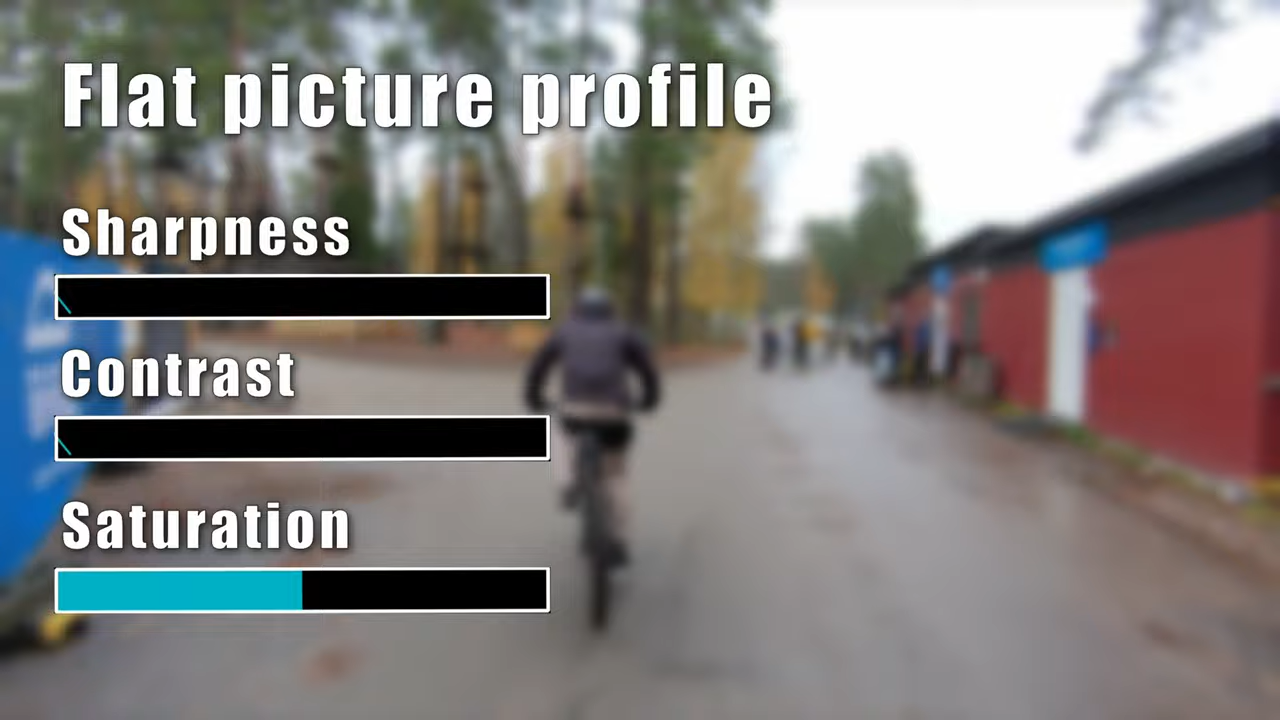 Flat picture profile
Sharpness
Contrast
Saturation